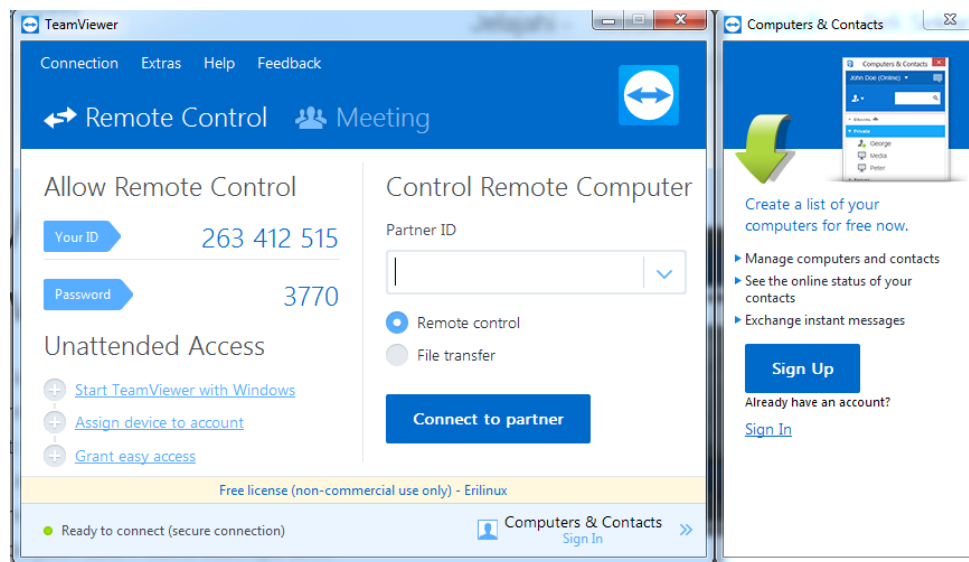 TeamViewer
Connection Extras Help Feedback
Remote Control Meeting
Allow Remote Control
Your ID 263 412 515
Password 3770
Unattended Access
Start TeamViewer with Windows
Assign device to account
Grant easy access
Control Remote Computer
Partner ID
Remote control
File transfer
Connect to partner
Free license (non-commercial use only) - Erilinux
Ready to connect (secure connection)
Computers & Contacts
Sign In
Computers & Contacts
Computers & Contacts
John Doe (Online)
Private
George
Media
Peter
Create a list of your
computers for free now.
Manage computers and contacts
See the online status of your
contacts
Exchange instant messages
Sign Up
Already have an account?
Sign In